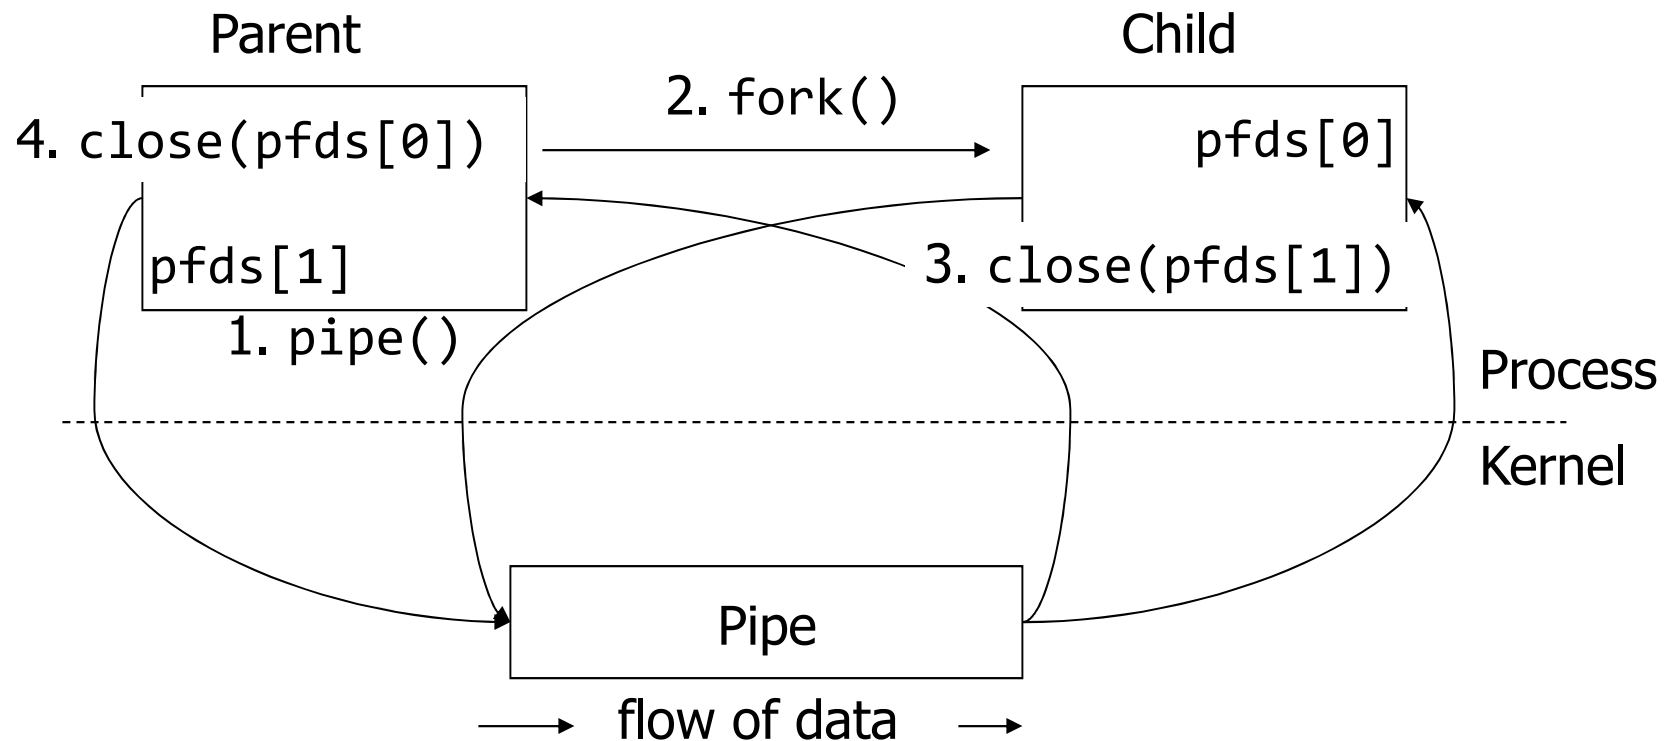 Parent
Child
2. fork()
4. close(pfds[0])
pfds[0]
pfds[1]
3. close(pfds[1])
1. pipe()
Process
Kernel
Pipe
flow of data